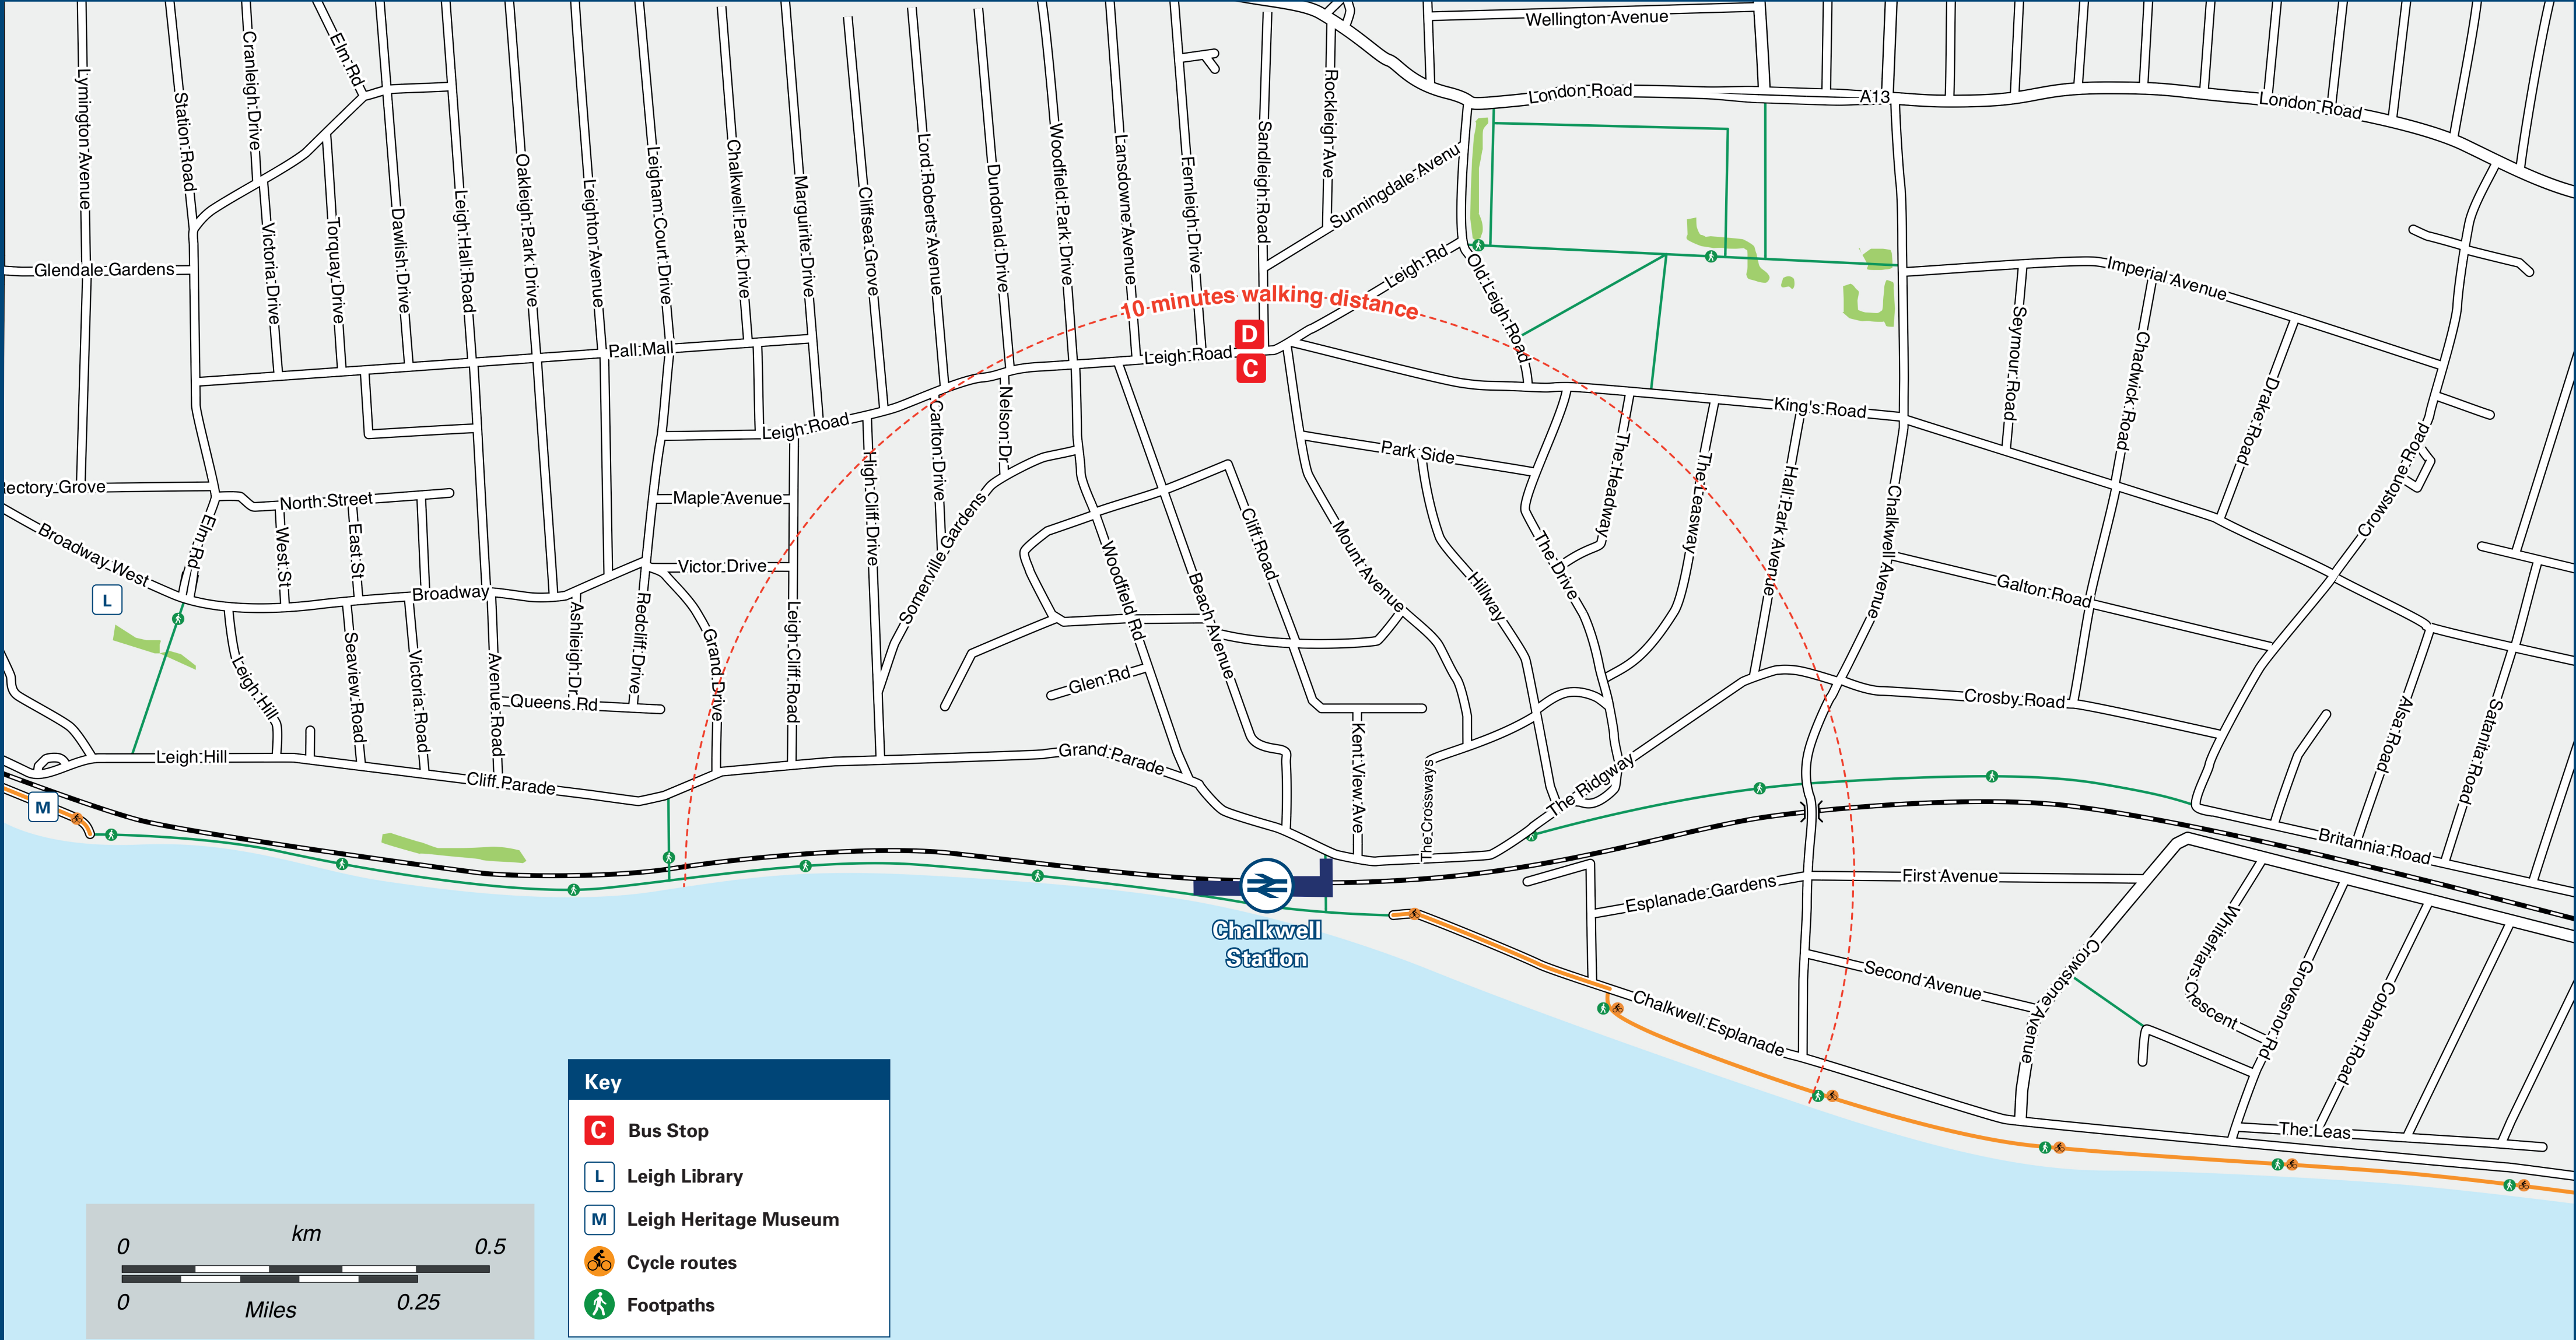 Wellington Avenue
London Road
A13
London Road
Lymington Avenue
Station Road
Cranleigh Drive
Elm Rd
Victoria Drive
Torquay Drive
Dawlish Drive
Leigh Hall Road
Oakleigh Park Drive
Leighton Avenue
Leigham Court Drive
Chalkwell Park Drive
Marguirite Drive
Cliffsea Grove
Lord Roberts Avenue
Dundonald Drive
Woodfield Park Drive
Lansdowne Avenue
Fernleigh Drive
Sandleigh Road
Rockleigh Ave
Sunningdale Avenu
Leigh Rd
Old Leigh Road
Glendale Gardens
Imperial Avenue
Seymour Road
Chadwick Road
Drake Road
Crowstone Road
10 minutes walking distance
D
C
Pall Mall
Leigh Road
Leigh Road
King's Road
Nelson Dr
Carlton Drive
High Cliff Drive
Park Side
The Headway
The Leasway
Hall Park Avenue
Chalkwell Avenue
Rectory Grove
North Street
Maple Avenue
Elm Rd
West St
East St
Broadway West
L
Broadway
Victor Drive
Somerville Gardens
Woodfield Rd
Beach Avenue
Cliff Road
Mount Avenue
Hillway
The Drive
Galton Road
Leigh Hill
Seaview Road
Victoria Road
Avenue Road
Ashleigh Dr
Redcliff Drive
Grand Drive
Leigh Cliff Road
Queens Rd
Glen Rd
Kent View Ave
The Crossways
The Ridgway
Crosby Road
Alsa Road
Satanita Road
Leigh Hill
Cliff Parade
Grand Parade
M
Britannia Road
Chalkwell
Station
Esplanade Gardens
First Avenue
Second Avenue
Crowstone Avenue
Whitefriars Crescent
Grovesnor Rd
Cobham Road
Chalkwell Esplanade
The Leas
Key
C Bus Stop
L Leigh Library
M Leigh Heritage Museum
Cycle routes
Footpaths
km
0 0.5
0 Miles 0.25